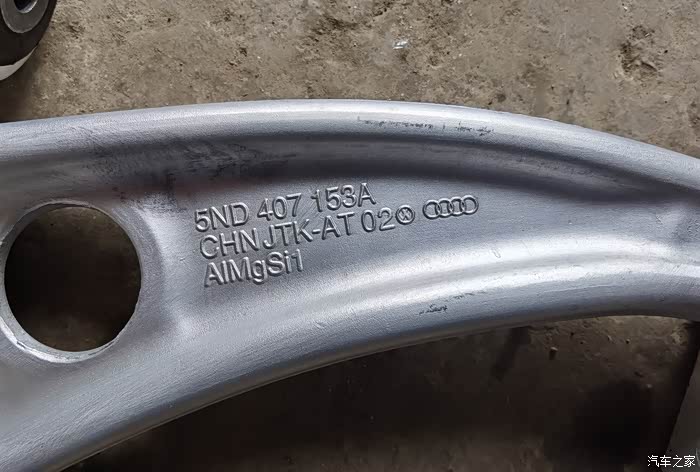 5ND 407 153A
CHN JTK-AT 02
AlMgSi1
汽车之家